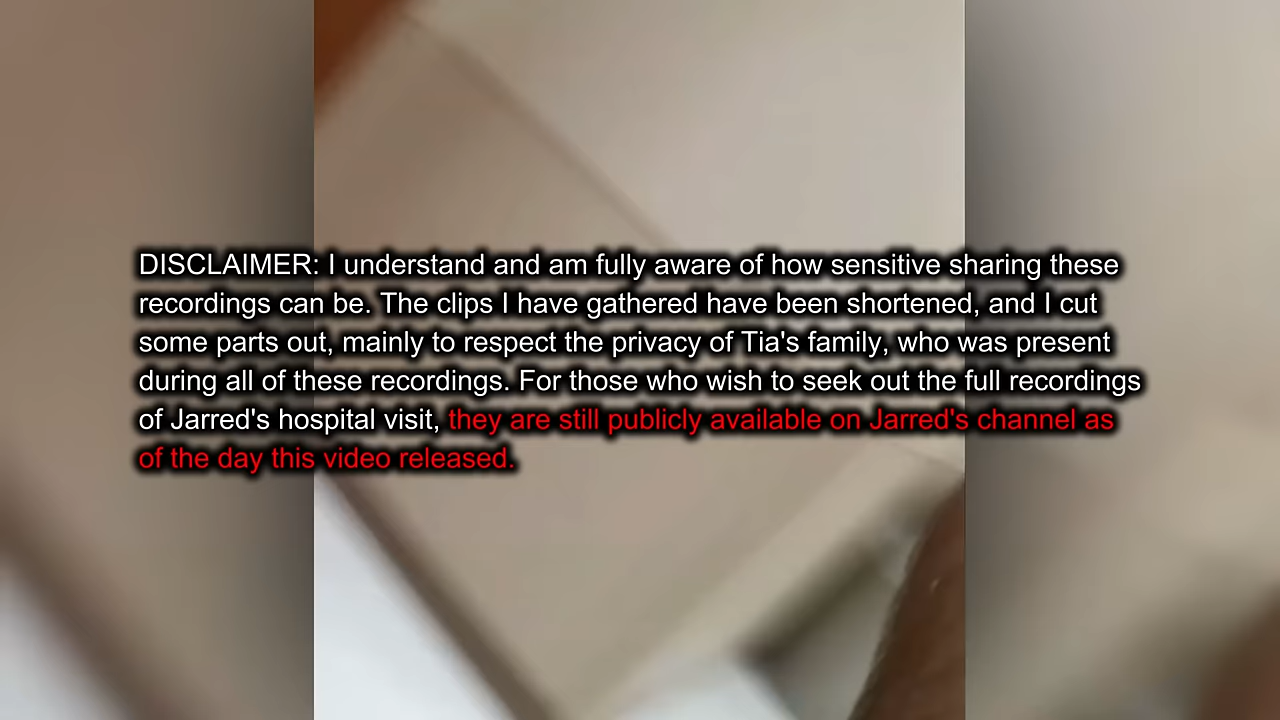 DISCLAIMER: I understand and am fully aware of how sensitive sharing these
recordings can be. The clips I have gathered have been shortened, and I cut
some parts out, mainly to respect the privacy of Tia's family, who was present
during all of these recordings. For those who wish to seek out the full recordings
of Jarred's hospital visit, they are still publicly available on Jarred's channel as
of the day this video released.